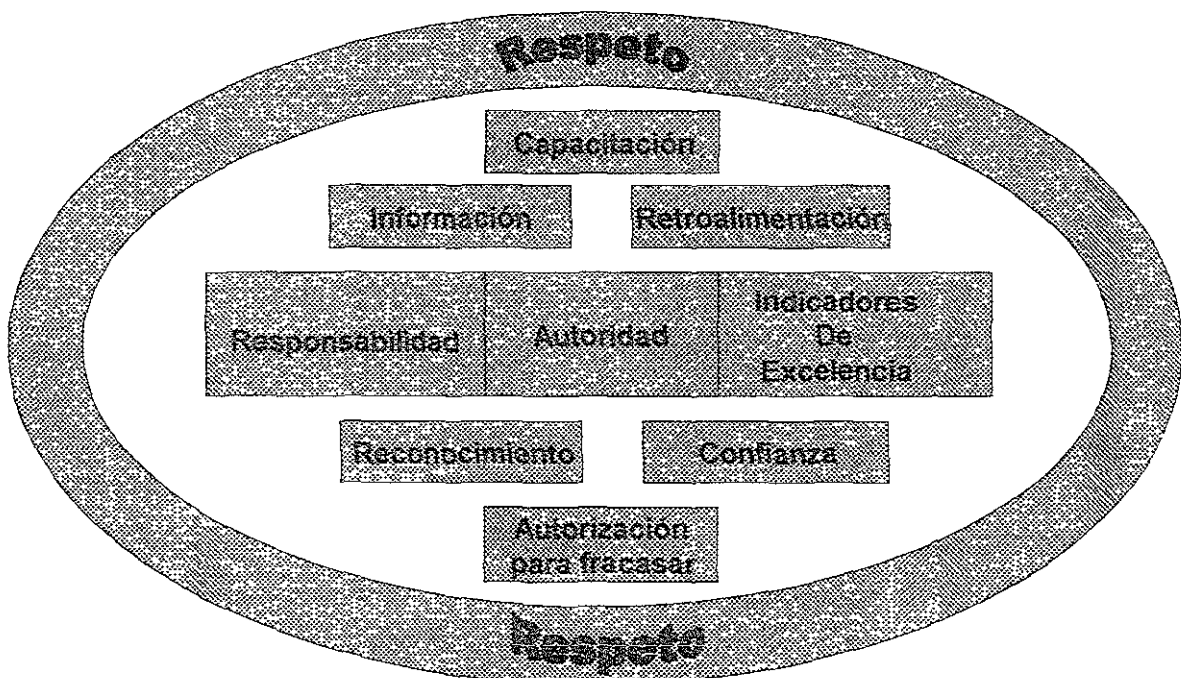 Respeto
Capacitación
Información
Retroalimentación
Responsabilidad
Autoridad
Indicadores
De
Excelencia
Reconocimiento
Confianza
Autorización
para fracasar
Respeto